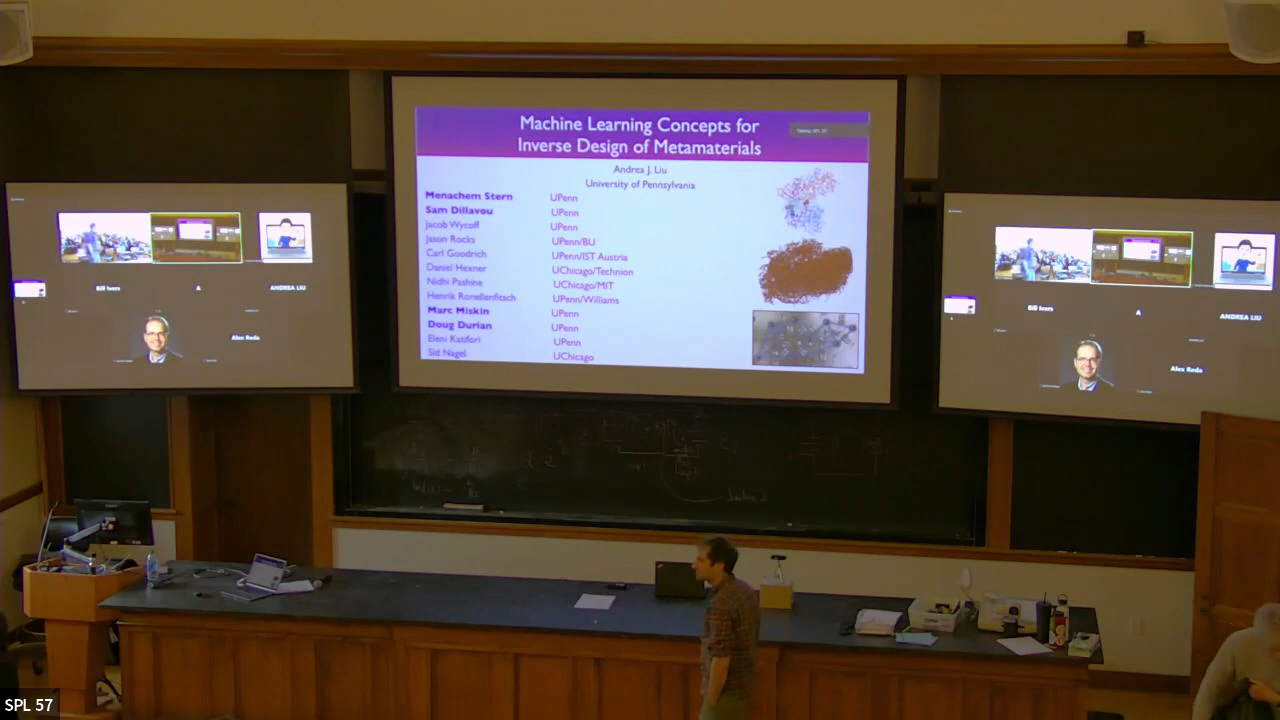 Machine Learning Concepts for
Inverse Design of Metamaterials
Talking: SPL 57
Andrea J. Liu
University of Pennsylvania
Menachem Stern UPenn
Sam Dillavou UPenn
Jacob Wycoff UPenn
Jason Rocks UPenn/BU
Carl Goodrich UPenn/IST Austria
Daniel Hexner UChicago/Technion
Nidhi Pashine UChicago/MIT
Henrik Ronellenfitsch UPenn/Williams
Marc Miskin UPenn
Doug Durian UPenn
Eleni Katifori UPenn
Sid Nagel UChicago
Bill Ivers A ANDREA LIU
Alex Reda
Bill Ivers A ANDREA LIU
Alex Reda
SPL 57